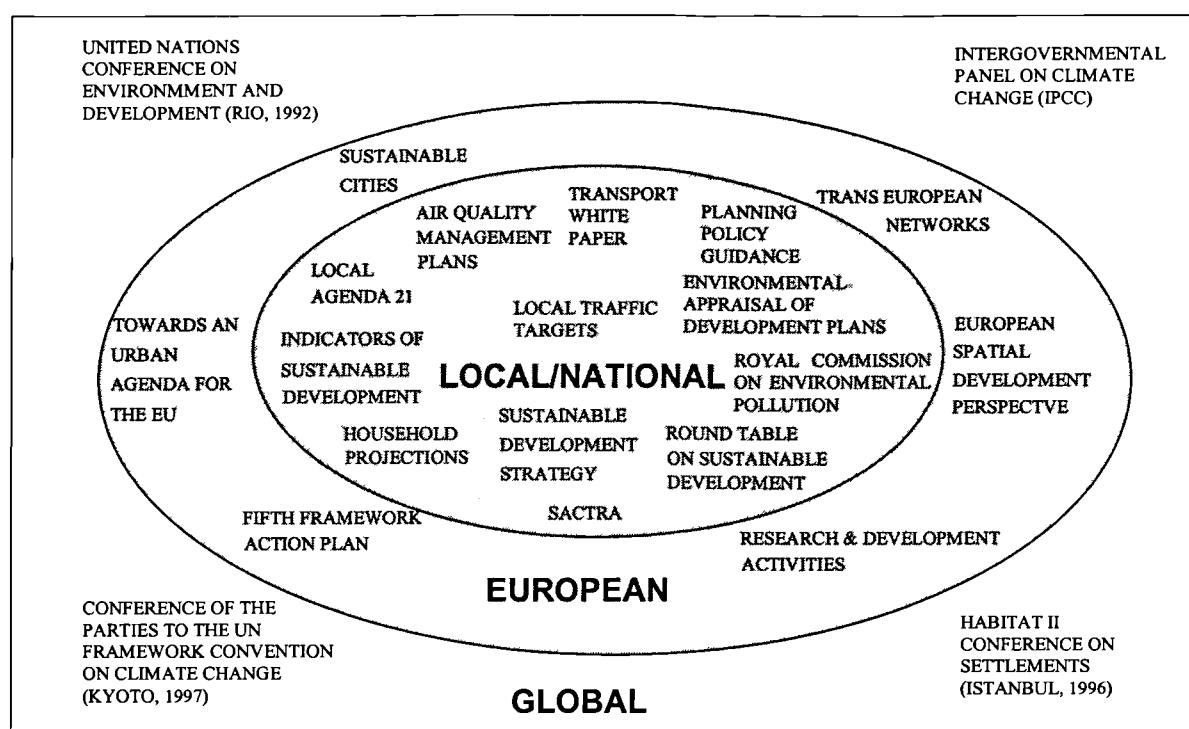 UNITED NATIONS
CONFERENCE ON
ENVIRONMMENT AND
DEVELOPMENT (RIO, 1992)
INTERGOVERNMENTAL
PANEL ON CLIMATE
CHANGE (IPCC)
SUSTAINABLE
CITIES
TRANS EUROPEAN
NETWORKS
AIR QUALITY
MANAGEMENT
PLANS
TRANSPORT
WHITE
PAPER
PLANNING
POLICY
GUIDANCE
LOCAL
AGENDA 21
LOCAL TRAFFIC
TARGETS
ENVIRONMENTAL
APPRAISAL OF
DEVELOPMENT PLANS
TOWARDS AN
URBAN
AGENDA FOR
THE EU
INDICATORS OF
SUSTAINABLE
DEVELOPMENT
LOCAL/NATIONAL
ROYAL COMMISSION
ON ENVIRONMENTAL
POLLUTION
EUROPEAN
SPATIAL
DEVELOPMENT
PERSPECTVE
HOUSEHOLD
PROJECTIONS
SUSTAINABLE
DEVELOPMENT
STRATEGY
ROUND TABLE
ON SUSTAINABLE
DEVELOPMENT
SACTRA
FIFTH FRAMEWORK
ACTION PLAN
RESEARCH & DEVELOPMENT
ACTIVITIES
EUROPEAN
CONFERENCE OF THE
PARTIES TO THE UN
FRAMEWORK CONVENTION
ON CLIMATE CHANGE
(KYOTO, 1997)
HABITAT II
CONFERENCE ON
SETTLEMENTS
(ISTANBUL, 1996)
GLOBAL